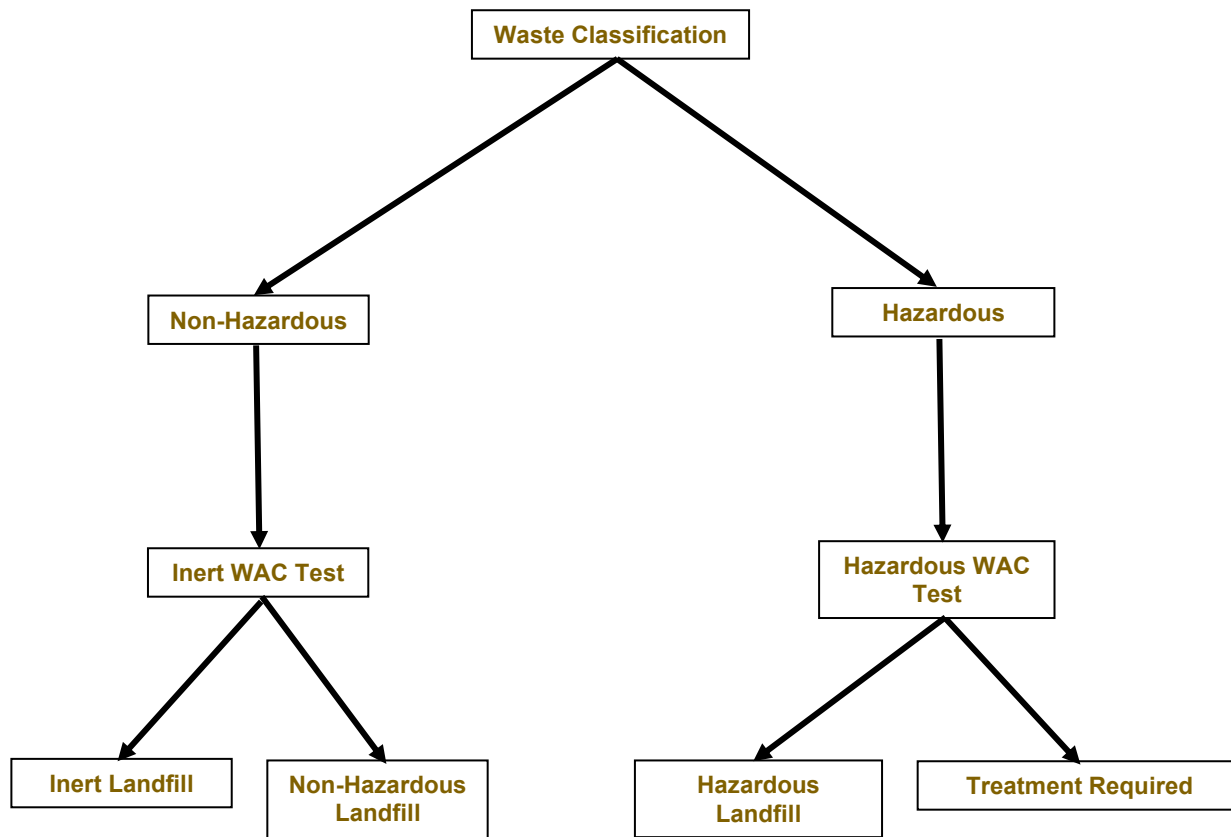 Waste Classification
Non-Hazardous
Hazardous
Inert WAC Test
Hazardous WAC
Test
Inert Landfill
Non-Hazardous
Landfill
Hazardous
Landfill
Treatment Required